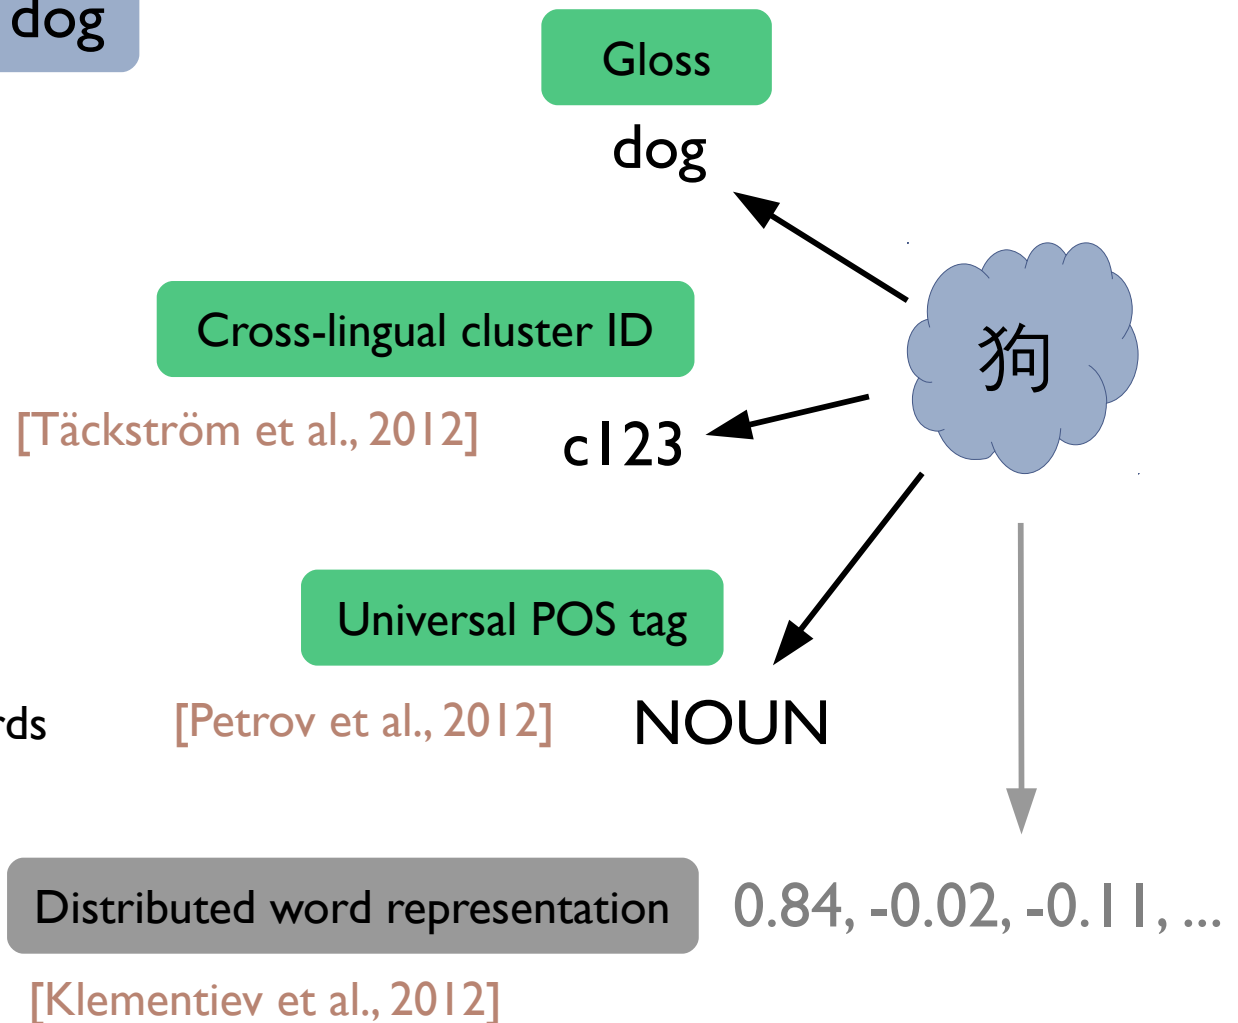 dog
Gloss
dog
Cross-lingual cluster ID
狗
[Täckström et al., 2012]
c123
Universal POS tag
rds
[Petrov et al., 2012]
NOUN
Distributed word representation
0.84, -0.02, -0.11, ...
[Klementiev et al., 2012]